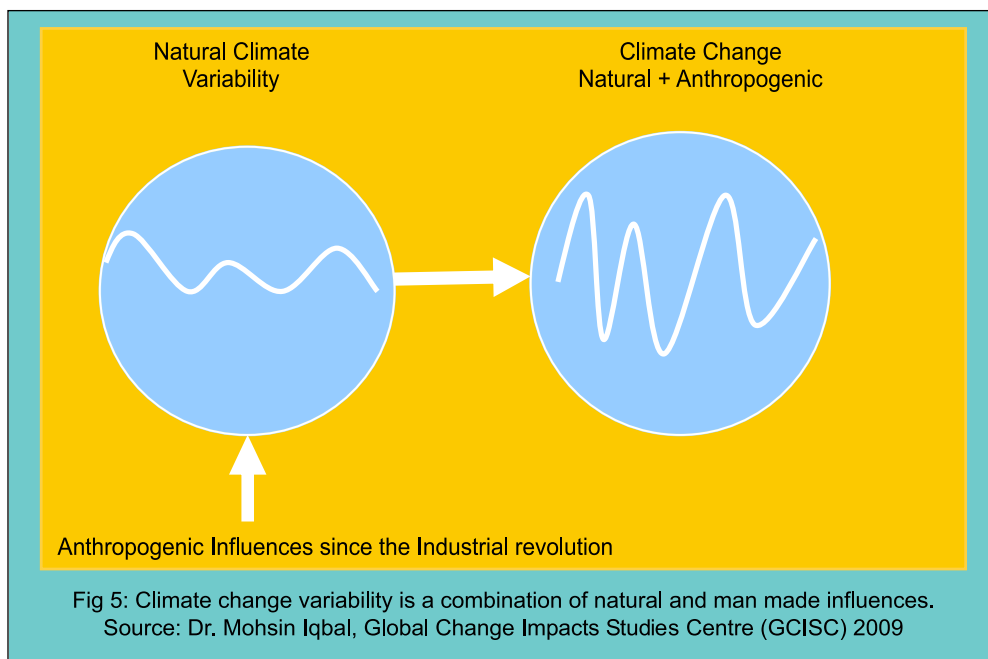 Natural Climate
Variability
Climate Change
Natural + Anthropogenic
Anthropogenic Influences since the Industrial revolution
Fig 5: Climate change variability is a combination of natural and man made influences.
Source: Dr. Mohsin Iqbal, Global Change Impacts Studies Centre (GCISC) 2009